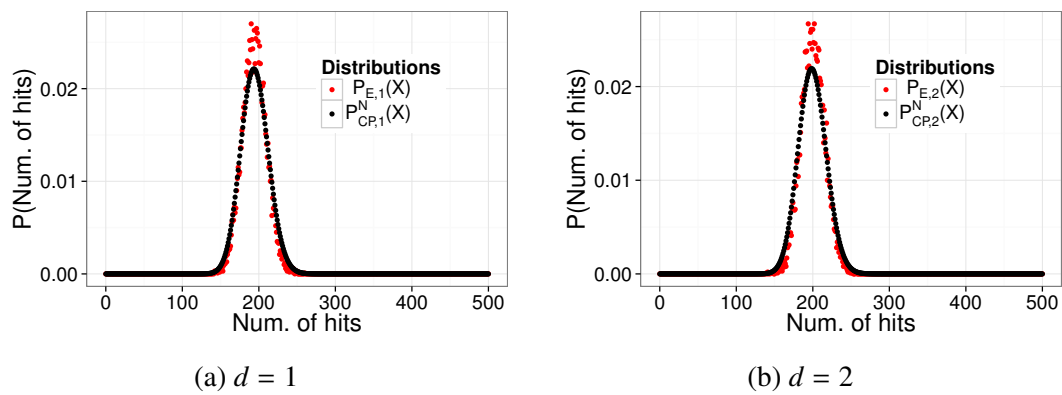 P(Num. of hits)
0.02
0.01
0.00
Distributions
P_{E,1}(X)
P^{N}_{CP,1}(X)
0 100 200 300 400 500
Num. of hits
(a) d = 1
P(Num. of hits)
0.02
0.01
0.00
Distributions
P_{E,2}(X)
P^{N}_{CP,2}(X)
0 100 200 300 400 500
Num. of hits
(b) d = 2